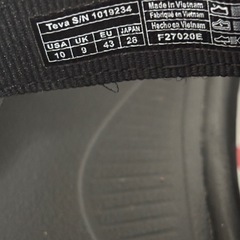 Teva S/N 1019234
USA UK EU JAPAN
10 9 43 28
Made in Vietnam
Fabriqué en Vietnam
Hecho en Vietnam
F27020E